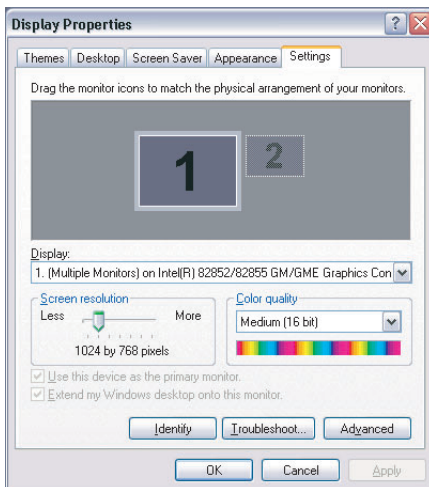 Display Properties
Themes Desktop Screen Saver Appearance Settings
Drag the monitor icons to match the physical arrangement of your monitors.
1 2
Display:
1. (Multiple Monitors) on Intel(R) 82852/82855 GM/GME Graphics Con
Screen resolution
Less More
1024 by 768 pixels
Color quality
Medium (16 bit)
Use this device as the primary monitor.
Extend my Windows desktop onto this monitor.
Identify Troubleshoot... Advanced
OK Cancel Apply